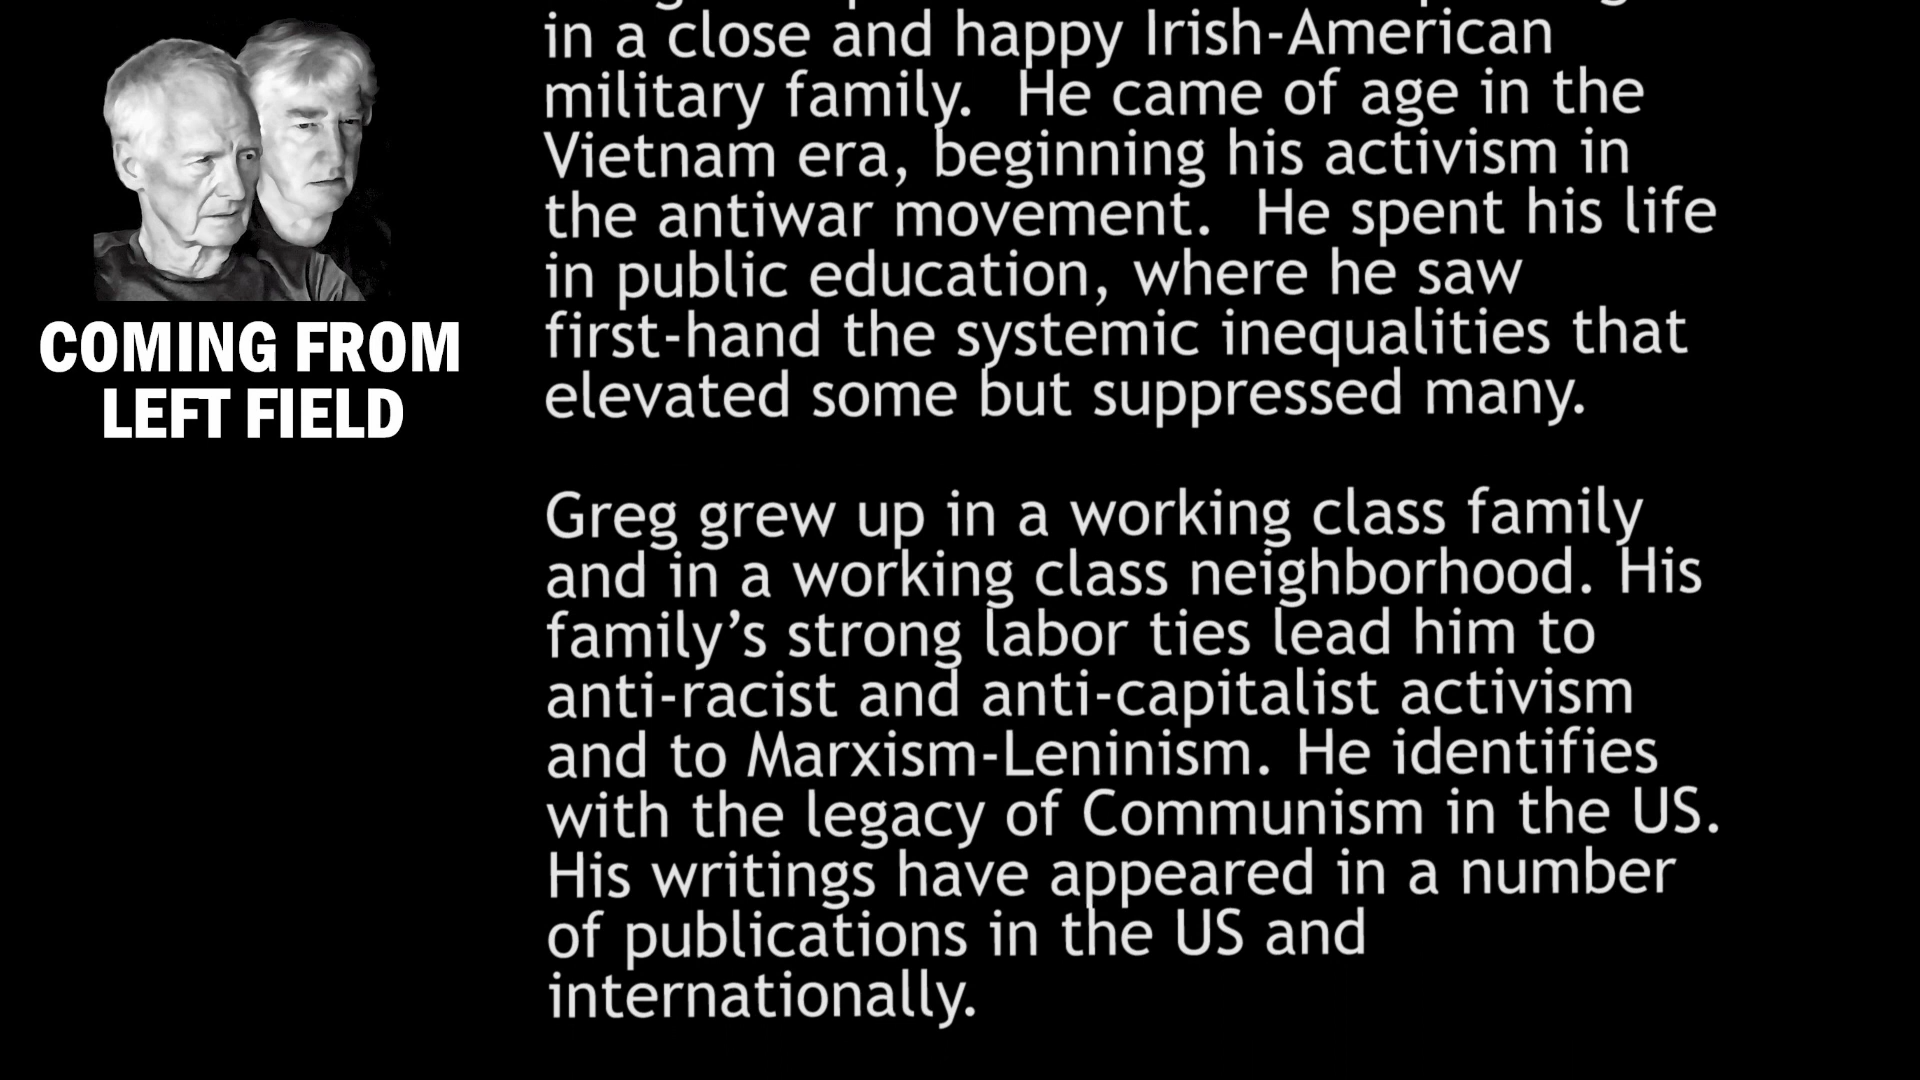 in a close and happy Irish-American
military family.  He came of age in the
Vietnam era, beginning his activism in
the antiwar movement.  He spent his life
in public education, where he saw
first-hand the systemic inequalities that
elevated some but suppressed many.
Greg grew up in a working class family
and in a working class neighborhood. His
family’s strong labor ties lead him to
anti-racist and anti-capitalist activism
and to Marxism-Leninism. He identifies
with the legacy of Communism in the US.
His writings have appeared in a number
of publications in the US and
internationally.
COMING FROM
LEFT FIELD